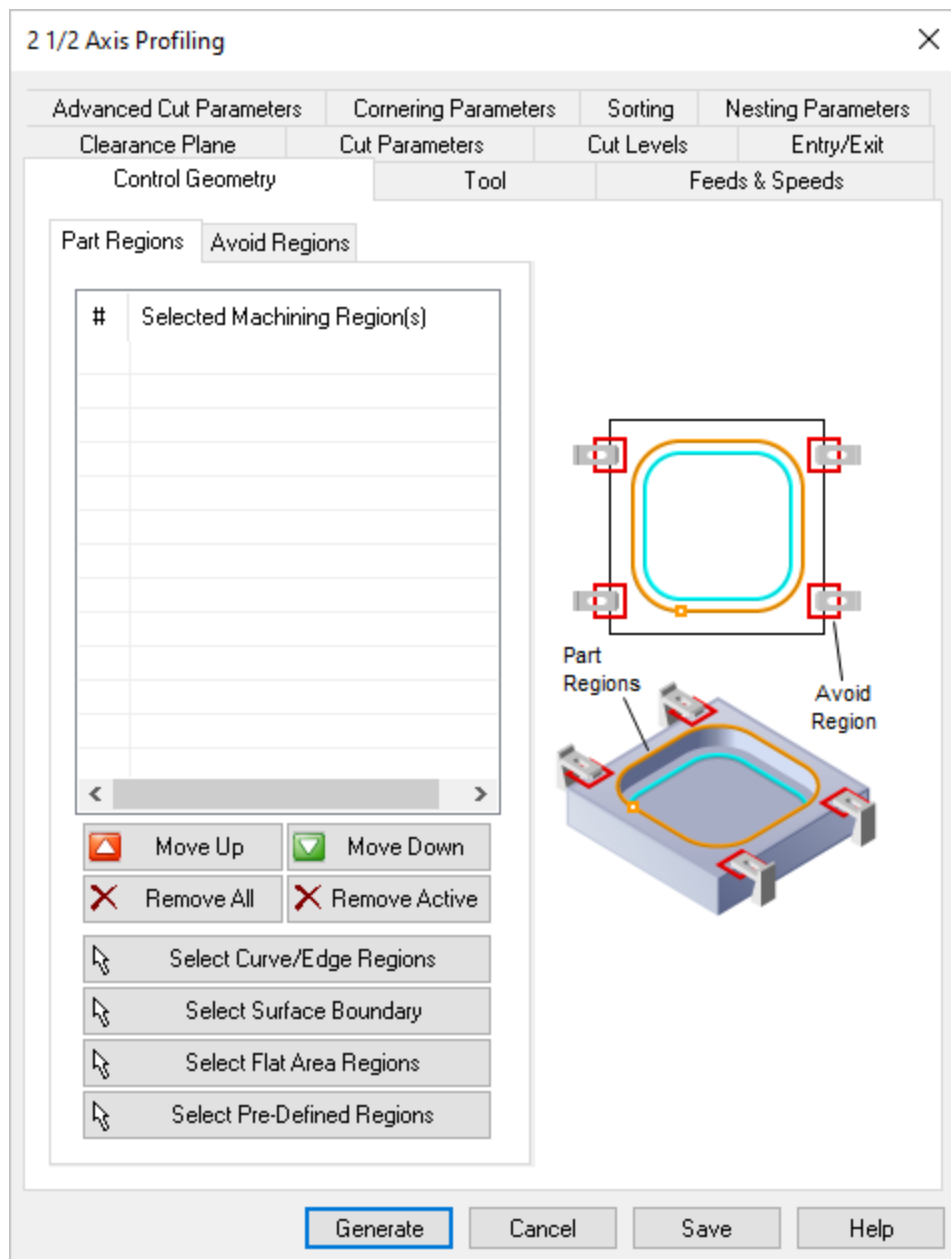 2 1/2 Axis Profiling
Advanced Cut Parameters Cornering Parameters Sorting Nesting Parameters
Clearance Plane Cut Parameters Cut Levels Entry/Exit
Control Geometry Tool Feeds & Speeds
Part Regions Avoid Regions
# Selected Machining Region(s)
Part
Regions
Avoid
Region
Move Up Move Down
Remove All Remove Active
Select Curve/Edge Regions
Select Surface Boundary
Select Flat Area Regions
Select Pre-Defined Regions
Generate Cancel Save Help